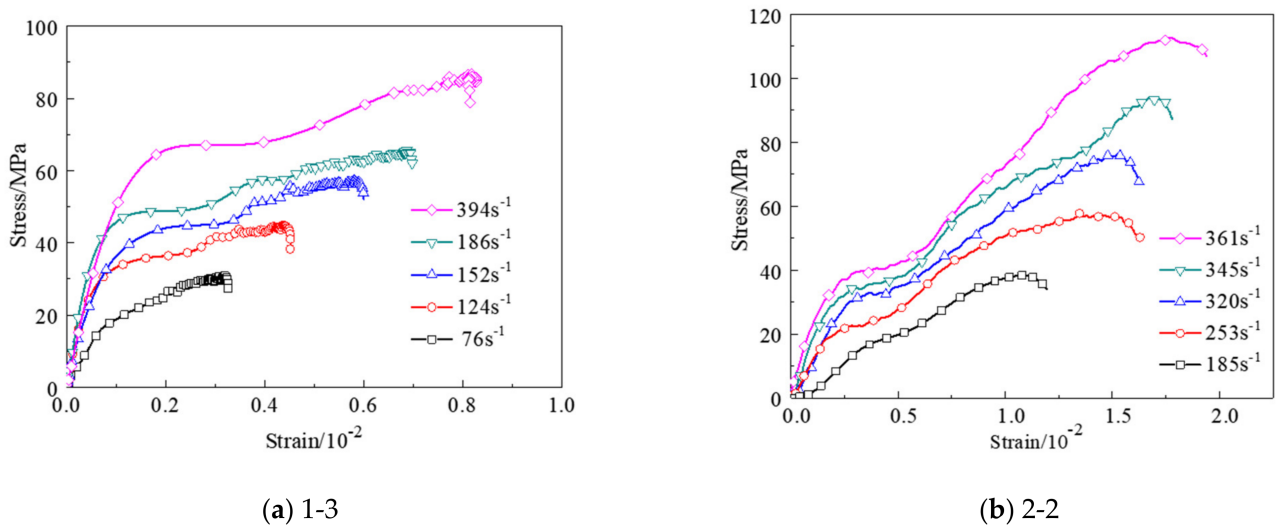 100
80
60
40
20
0
Stress/MPa
394s⁻¹
186s⁻¹
152s⁻¹
124s⁻¹
76s⁻¹
0.0 0.2 0.4 0.6 0.8 1.0
Strain/10⁻²
(a) 1-3
120
100
80
60
40
20
0
Stress/MPa
361s⁻¹
345s⁻¹
320s⁻¹
253s⁻¹
185s⁻¹
0.0 0.5 1.0 1.5 2.0
Strain/10⁻²
(b) 2-2